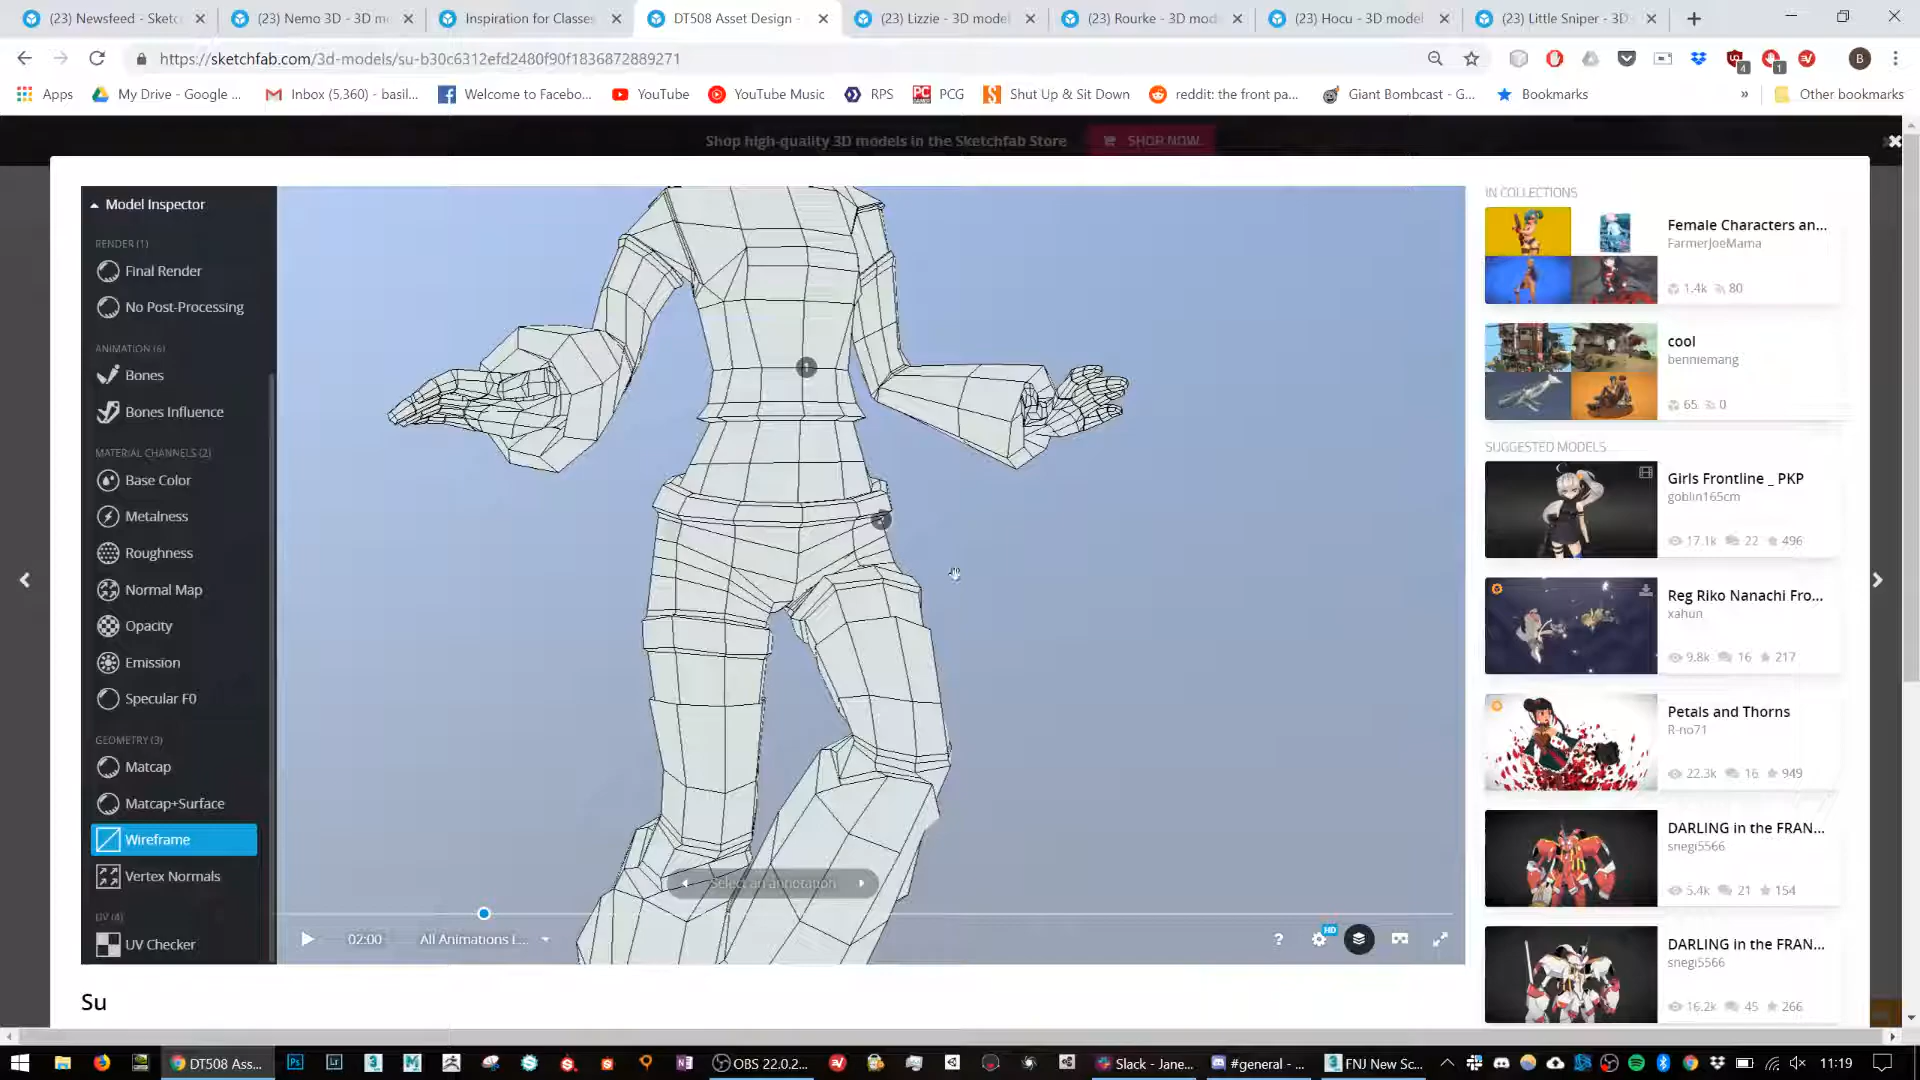 (23) Newsfeed - Sketc
(23) Nemo 3D - 3D m
Inspiration for Classes
DT508 Asset Design -
(23) Lizzie - 3D model
(23) Rourke - 3D mod
(23) Hocu - 3D model
(23) Little Sniper - 3D
https://sketchfab.com/3d-models/su-b30c6312efd2480f90f1836872889271
4
1
B
Apps
My Drive - Google ...
Inbox (5,360) - basil...
Welcome to Facebo...
YouTube
YouTube Music
RPS
PCG
Shut Up & Sit Down
reddit: the front pa...
Giant Bombcast - G...
Bookmarks
»
Other bookmarks
Shop high-quality 3D models in the Sketchfab Store
SHOP NOW
Model Inspector
RENDER (1)
Final Render
No Post-Processing
ANIMATION (6)
Bones
Bones Influence
MATERIAL CHANNELS (2)
Base Color
Metalness
Roughness
Normal Map
Opacity
Emission
Specular F0
GEOMETRY (3)
Matcap
Matcap+Surface
Wireframe
Vertex Normals
UV (4)
UV Checker
Select an annotation
02:00
All Animations (...
?
HD
Su
IN COLLECTIONS
Female Characters an...
FarmerJoeMama
1.4k 80
cool
benniemang
65 0
SUGGESTED MODELS
Girls Frontline _ PKP
goblin165cm
17.1k 22 496
Reg Riko Nanachi Fro...
xahun
9.8k 16 217
Petals and Thorns
R-no71
22.3k 16 949
DARLING in the FRAN...
snegi5566
5.4k 21 154
DARLING in the FRAN...
snegi5566
16.2k 45 266
DT508 Ass...
Ps
Lr
OBS 22.0.2...
Slack - Jane...
#general - ...
FNJ New Sc...
11:19